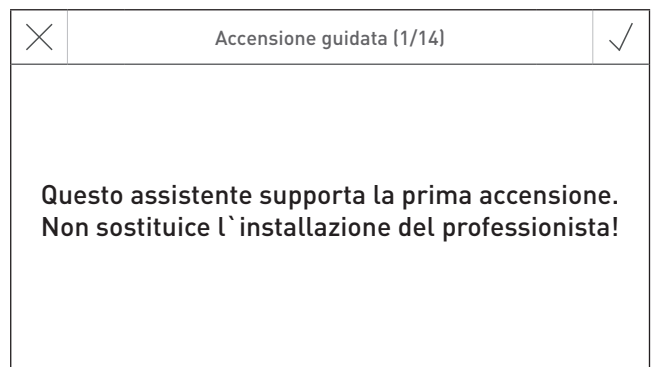 Accensione guidata (1/14)
Questo assistente supporta la prima accensione.
Non sostituice l`installazione del professionista!